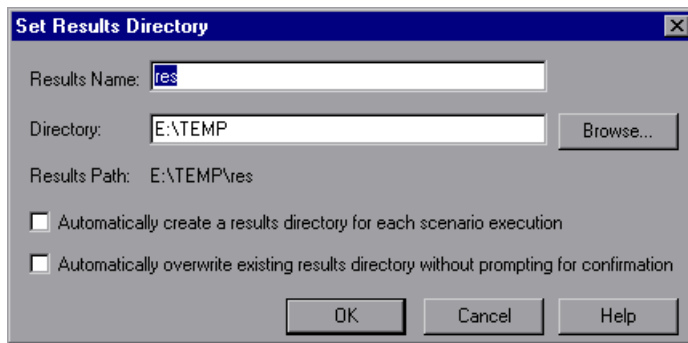 Set Results Directory
Results Name: res
Directory: E:\TEMP Browse...
Results Path: E:\TEMP\res
Automatically create a results directory for each scenario execution
Automatically overwrite existing results directory without prompting for confirmation
OK Cancel Help